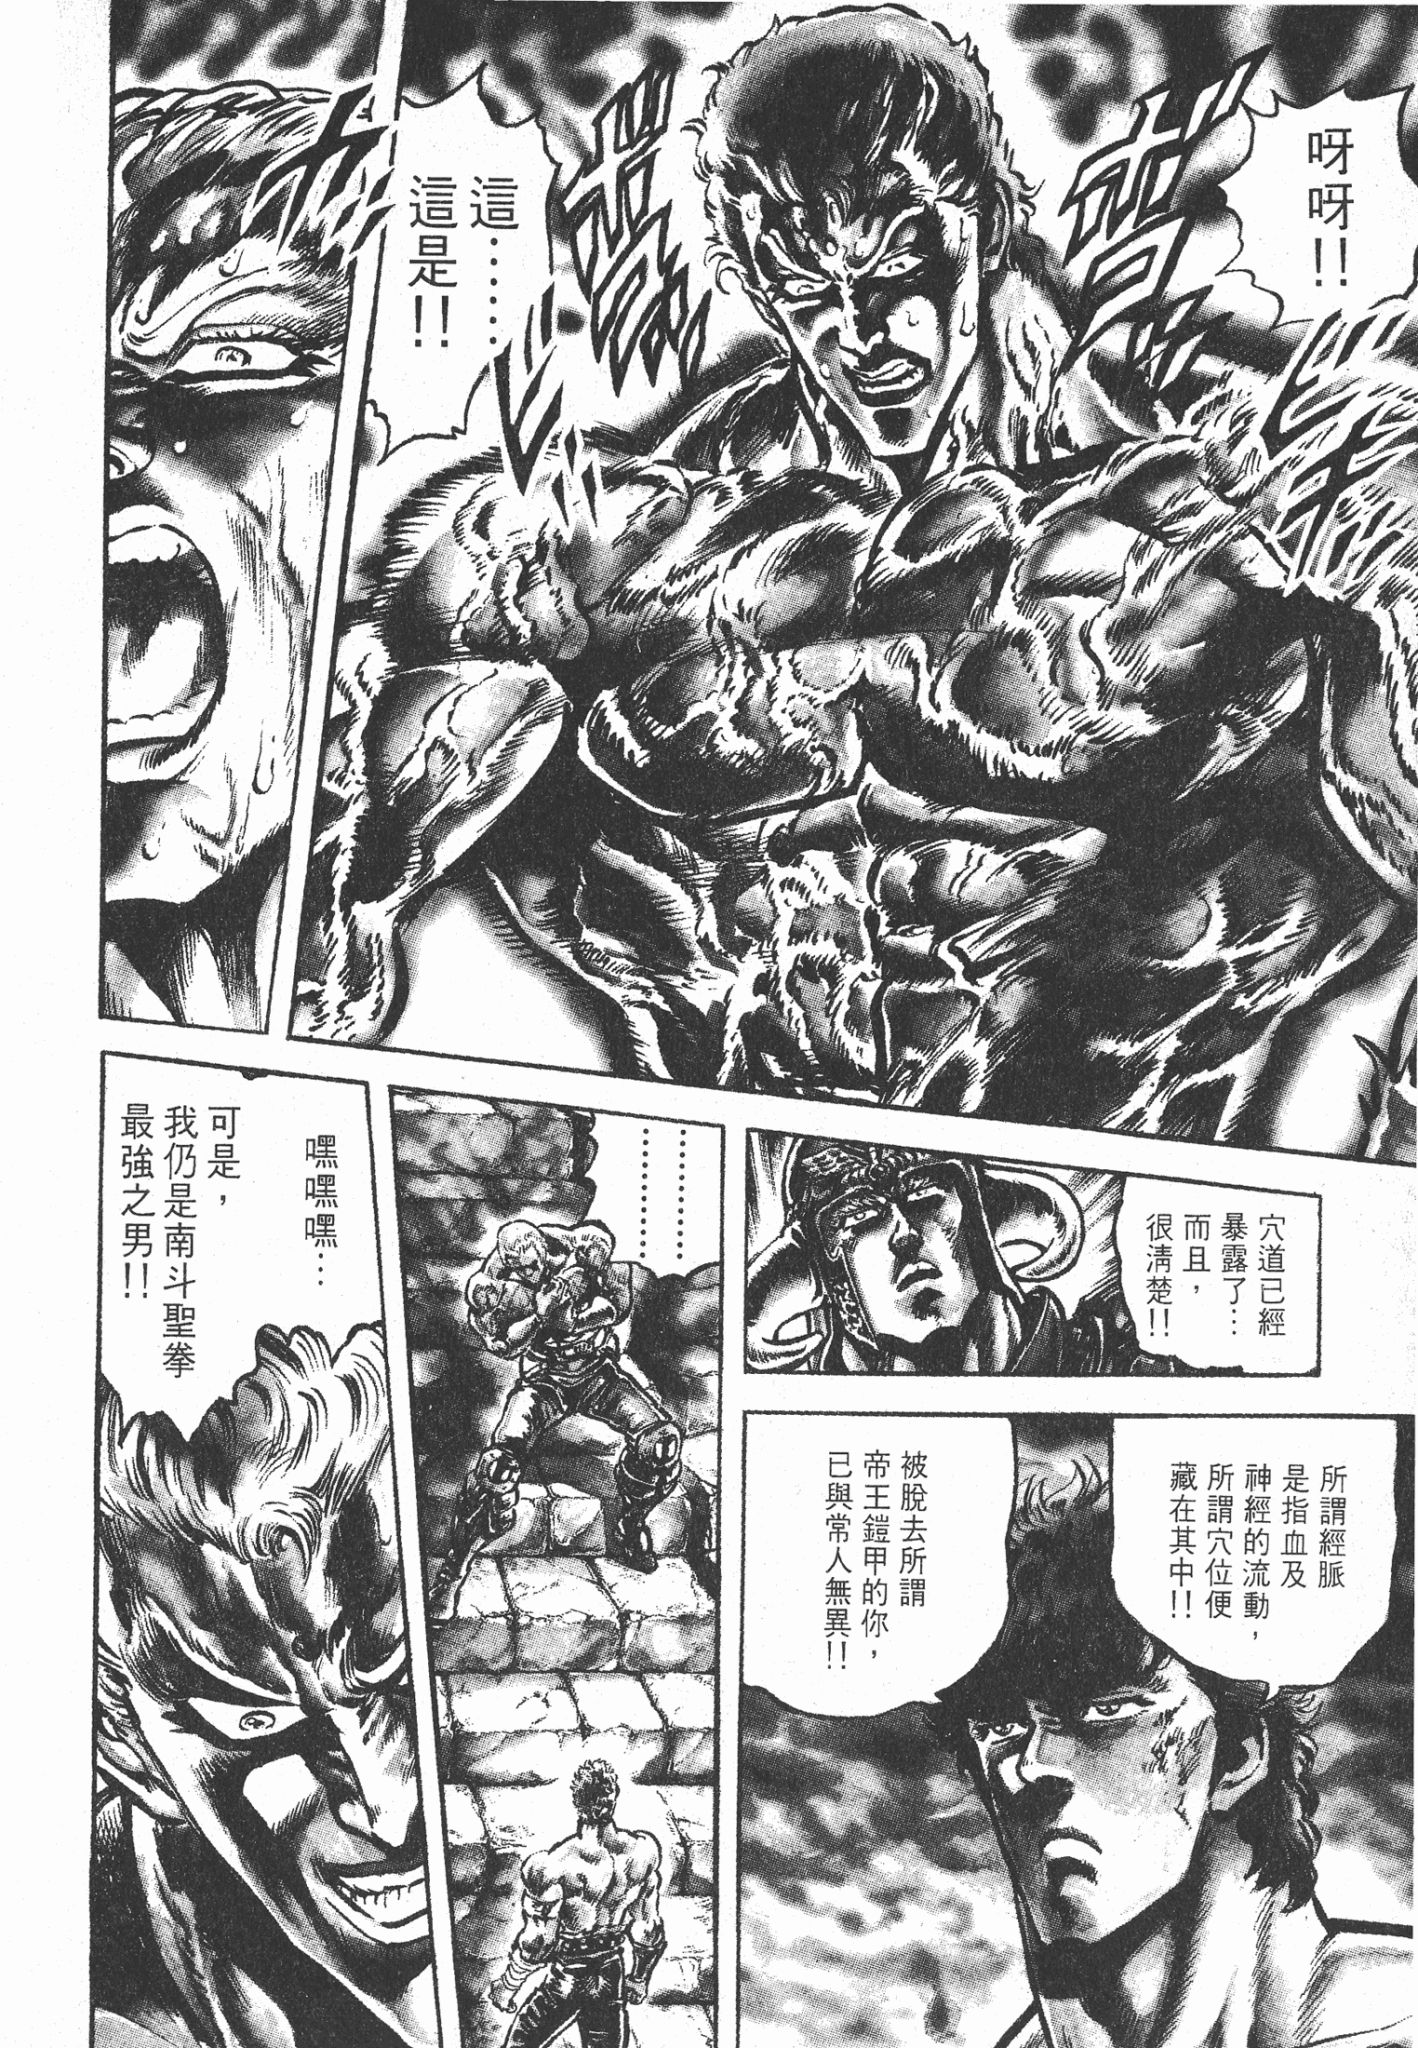 呀呀!!
這……
這是!!
穴道已經
暴露了…
而且，
很淸楚!!
所謂經脈
是指血及
神經的流動，
所謂穴位便
藏在其中!!
被脫去所謂
帝王鎧甲的你，
已與常人無異!!
………
………
嘿嘿嘿…
可是，
我仍是南斗聖拳
最強之男!!